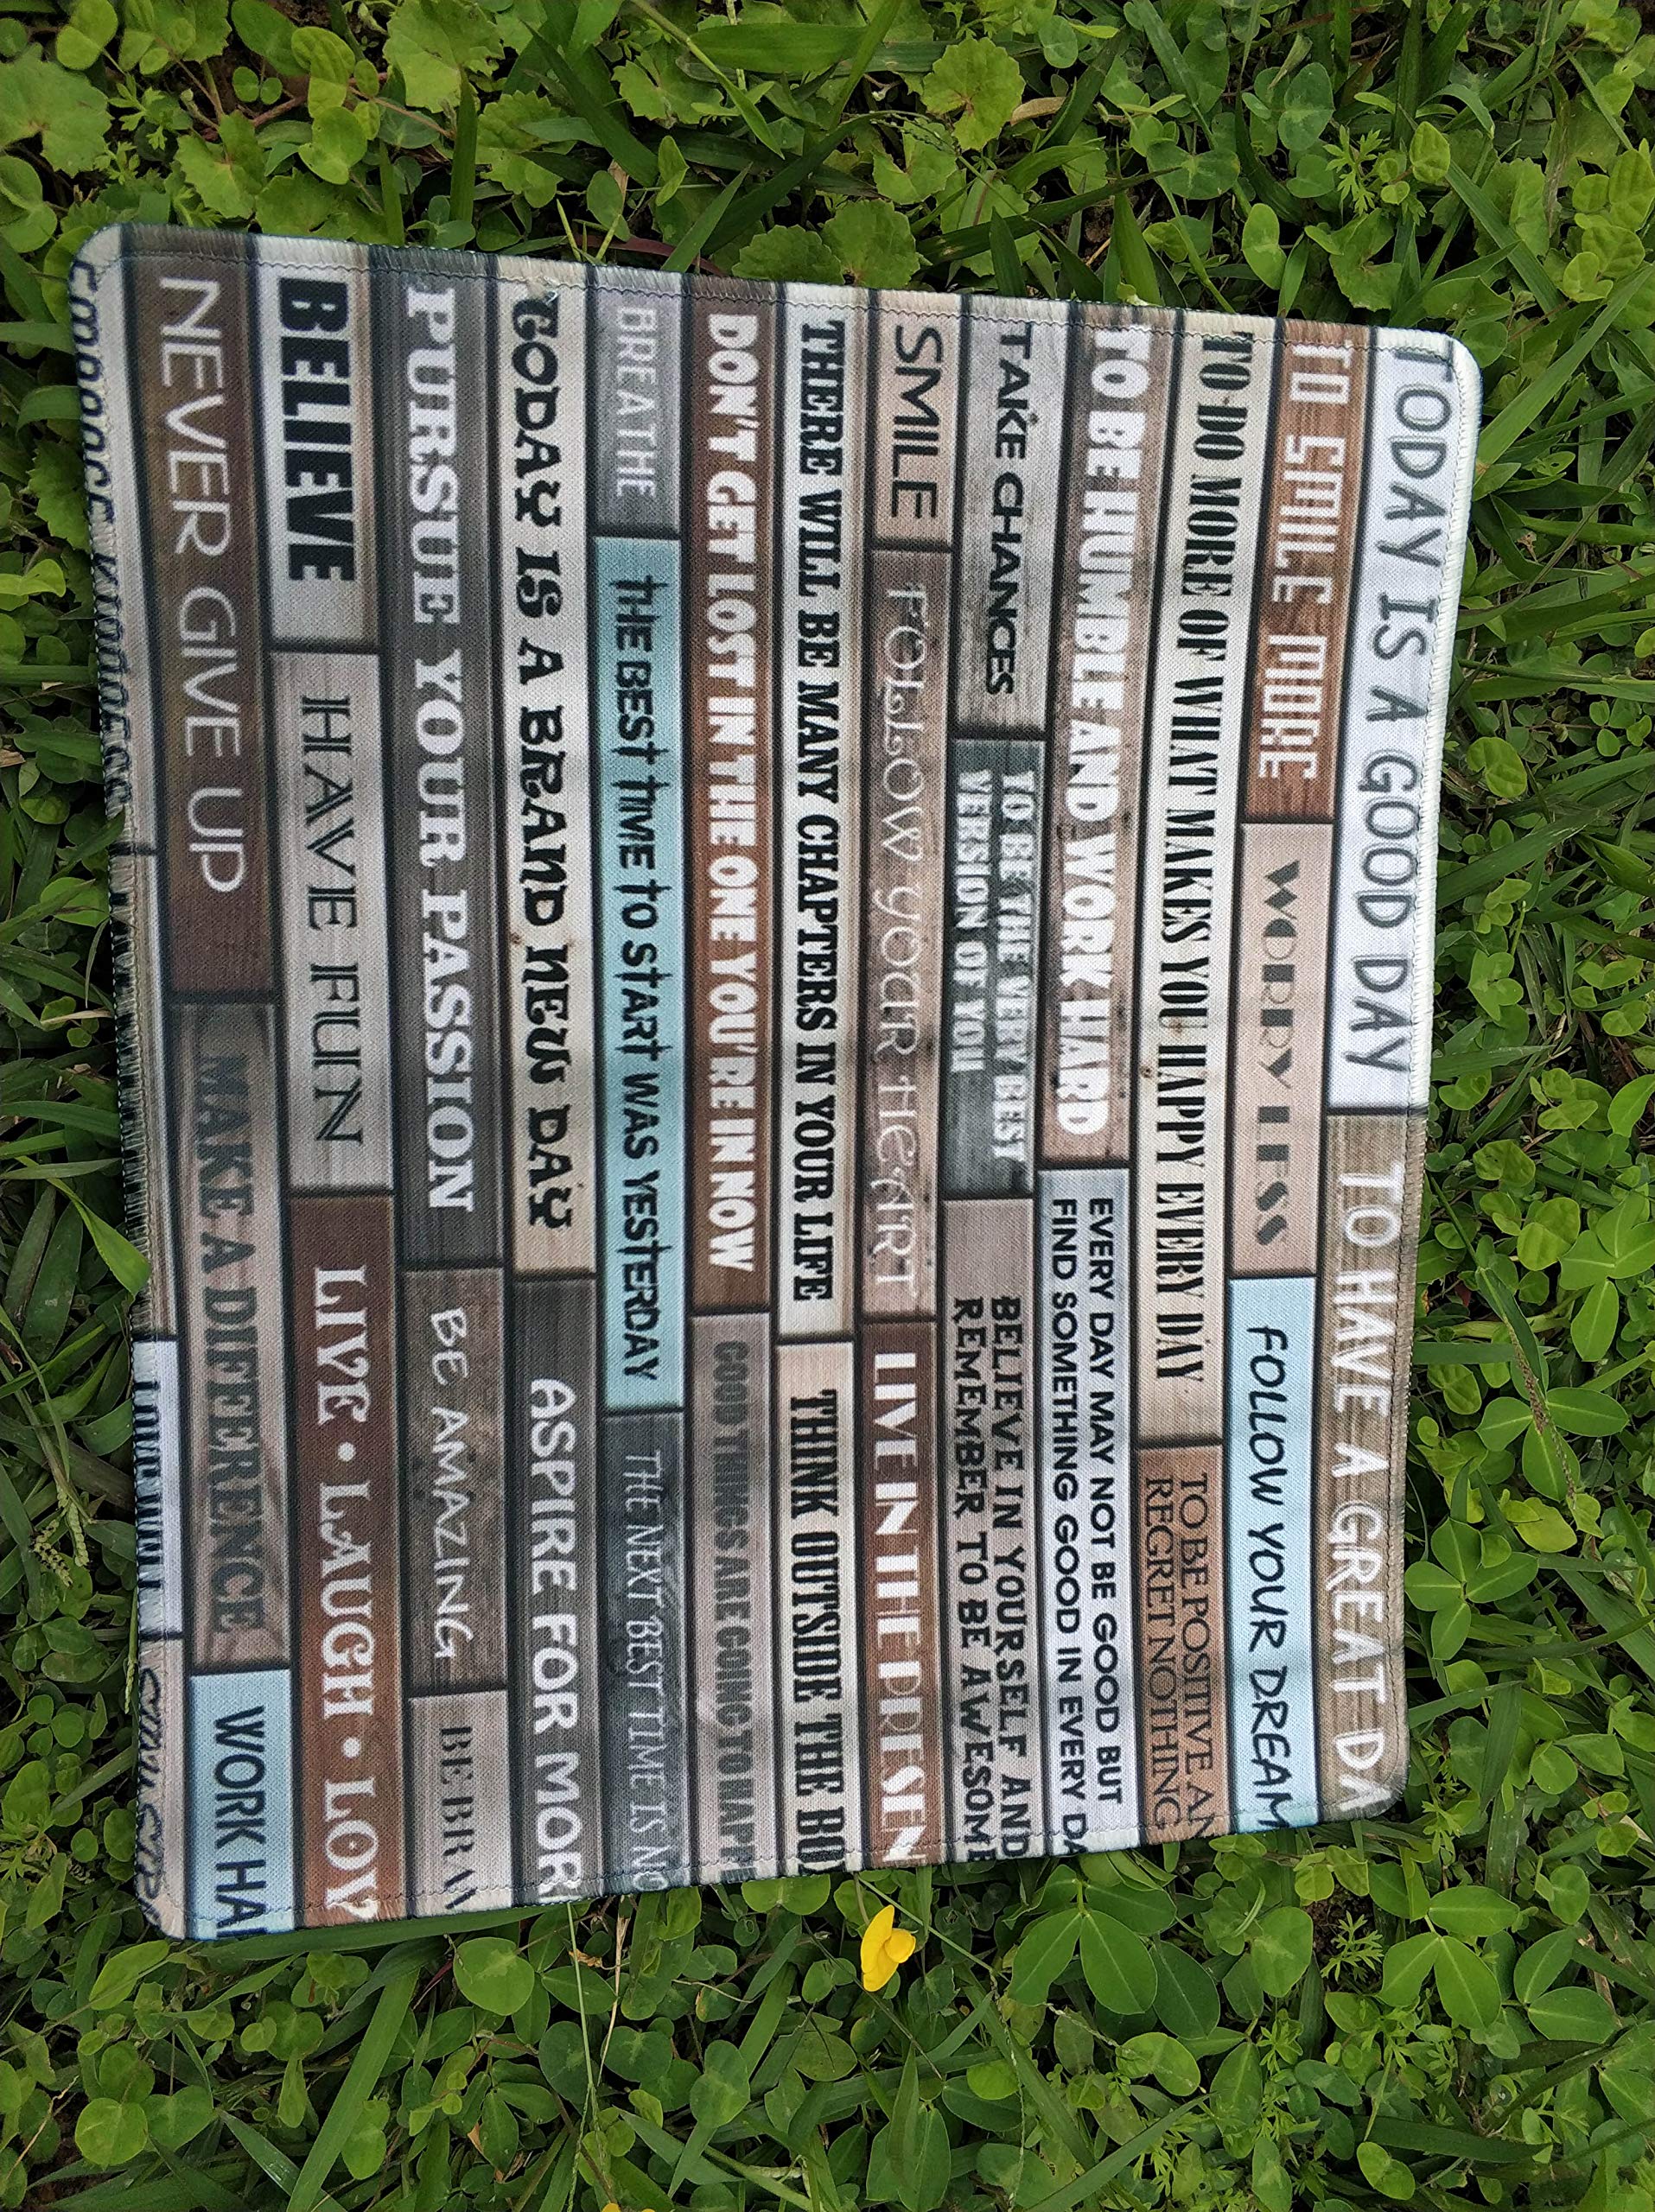 TODAY IS A GOOD DAY TO HAVE A GREAT DA
TO SMILE MORE WORRY LESS FOLLOW YOUR DREAM
TO DO MORE OF WHAT MAKES YOU HAPPY EVERY DAY
TO BE POSITIVE AN
REGRET NOTHING
TO BE HUMBLE AND WORK HARD
EVERY DAY MAY NOT BE GOOD BUT
FIND SOMETHING GOOD IN EVERY DA
TAKE CHANCES
TO BE THE VERY BEST
VERSION OF YOU
BELIEVE IN YOURSELF AND
REMEMBER TO BE AWESOME
SMILE FOLLOW YOUR HEART LIVE IN THE PRESEN
THERE WILL BE MANY CHAPTERS IN YOUR LIFE THINK OUTSIDE THE BO
DON'T GET LOST IN THE ONE YOU'RE IN NOW GOOD THINGS ARE GOING TO HAPP
BREATHE THE BEST TIME TO START WAS YESTERDAY THE NEXT BEST TIME IS NO
TODAY IS A BRAND NEW DAY ASPIRE FOR MOR
PURSUE YOUR PASSION BE AMAZING BE BRAV
BELIEVE HAVE FUN LIVE • LAUGH • LOV
NEVER GIVE UP MAKE A DIFFERENCE WORK HA